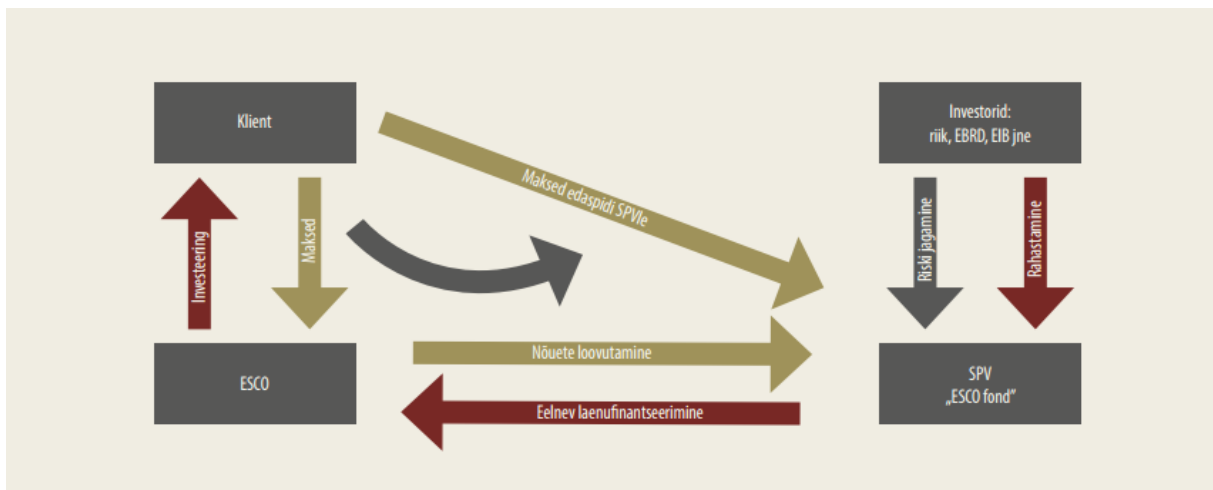 Klient
Investorid:
riik, EBRD, EIB jne
Maksed edaspidi SPVle
Investeering
Maksed
Riski jagamine
Rahastamine
Nõuete loovutamine
ESCO
SPV
„ESCO fond”
Eelnev laenufinantseerimine